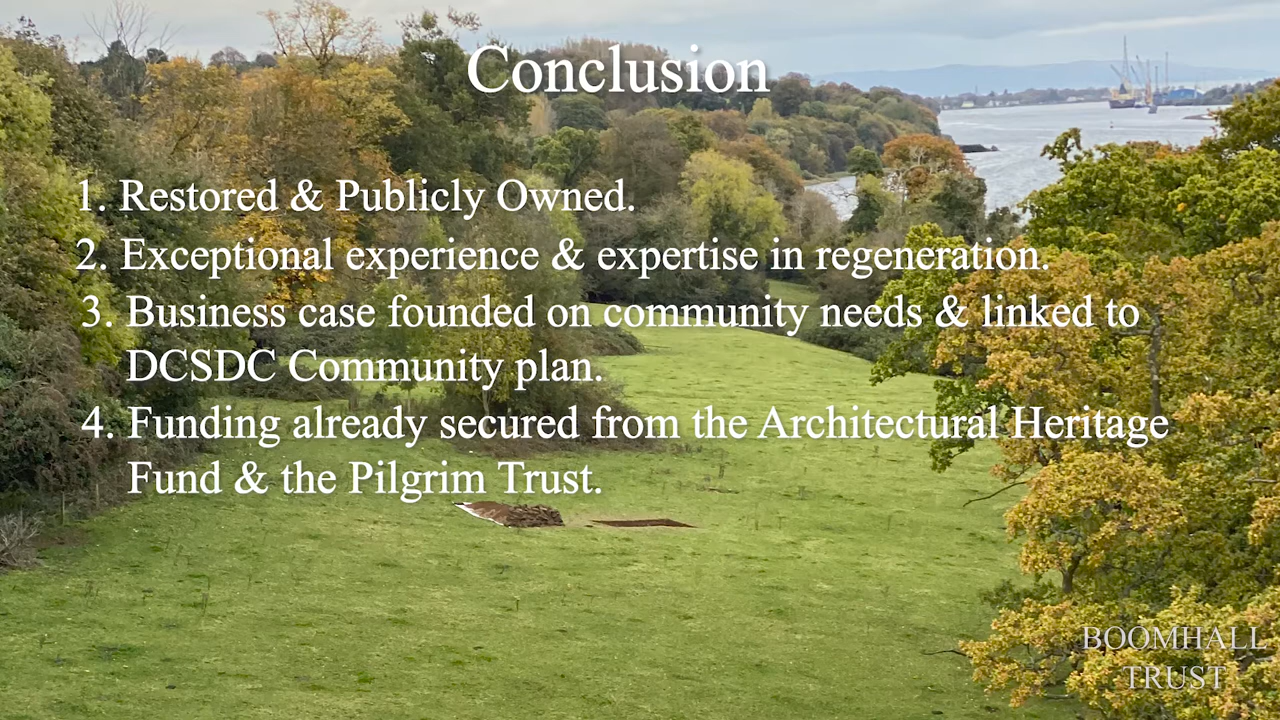 Conclusion
1. Restored & Publicly Owned.
2. Exceptional experience & expertise in regeneration.
3. Business case founded on community needs & linked to
DCSDC Community plan.
4. Funding already secured from the Architectural Heritage
Fund & the Pilgrim Trust.
BOOMHALL
TRUST